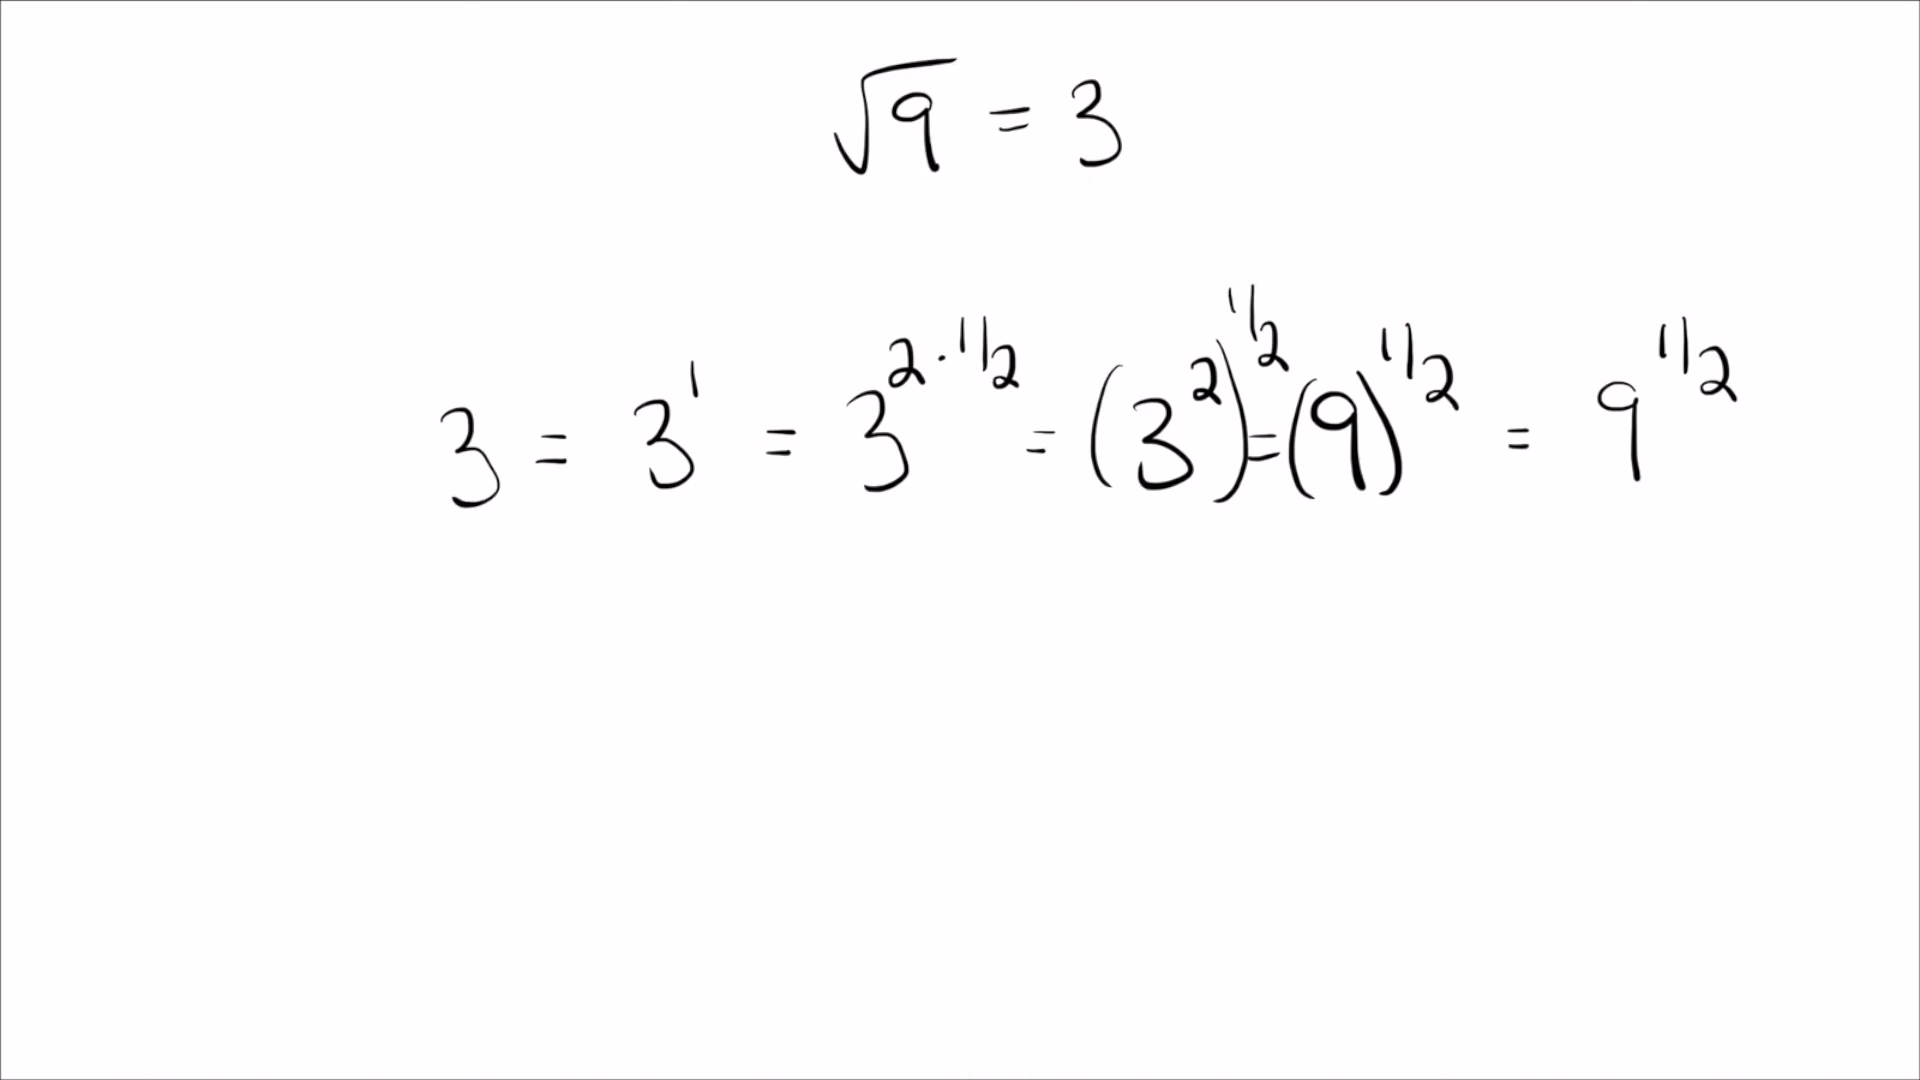 √9 = 3
3 = 3¹ = 3^{2·1/2} = (3²)^{1/2} = (9)^{1/2} = 9^{1/2}